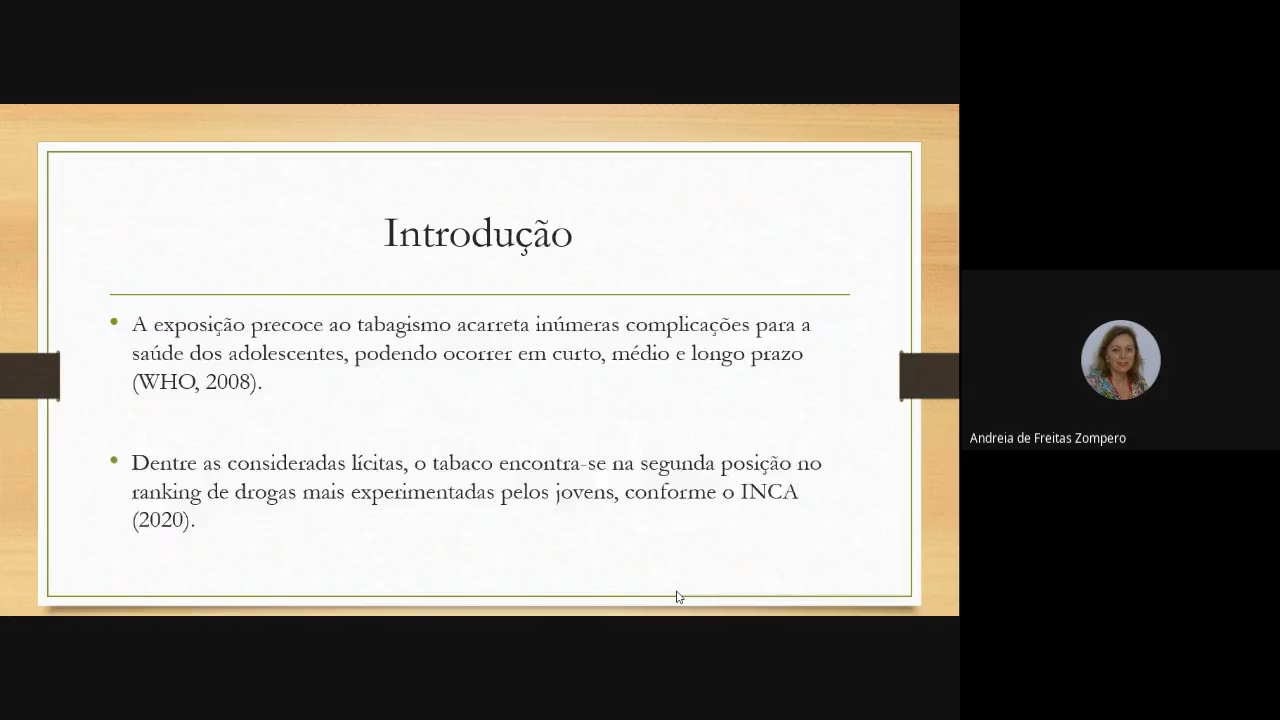 Introdução
• A exposição precoce ao tabagismo acarreta inúmeras complicações para a
saúde dos adolescentes, podendo ocorrer em curto, médio e longo prazo
(WHO, 2008).
• Dentre as consideradas lícitas, o tabaco encontra-se na segunda posição no
ranking de drogas mais experimentadas pelos jovens, conforme o INCA
(2020).
Andreia de Freitas Zompero